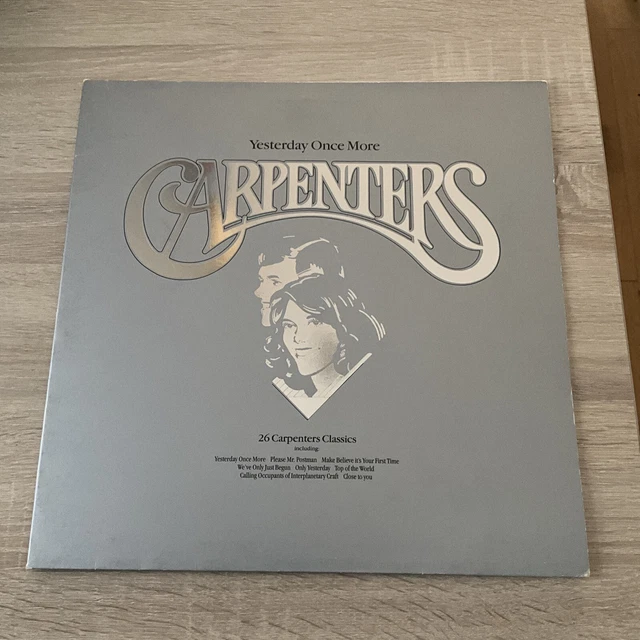 Yesterday Once More
CARPENTERS
26 Carpenters Classics
including:
Yesterday Once More Please Mr. Postman Make Believe it's Your First Time
We've Only Just Begun Only Yesterday Top of the World
Calling Occupants of Interplanetary Craft Close to you